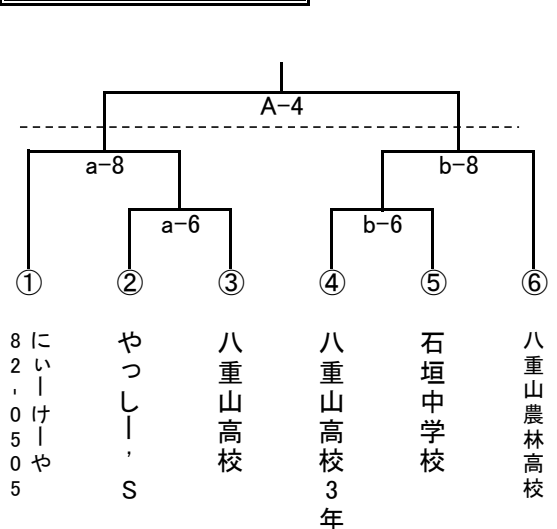 A-4
a-8
b-8
a-6
b-6
①
②
③
④
⑤
⑥
にぃーけーや
82-0505
やっしー’S
八重山高校
八重山高校3年
石垣中学校
八重山農林高校